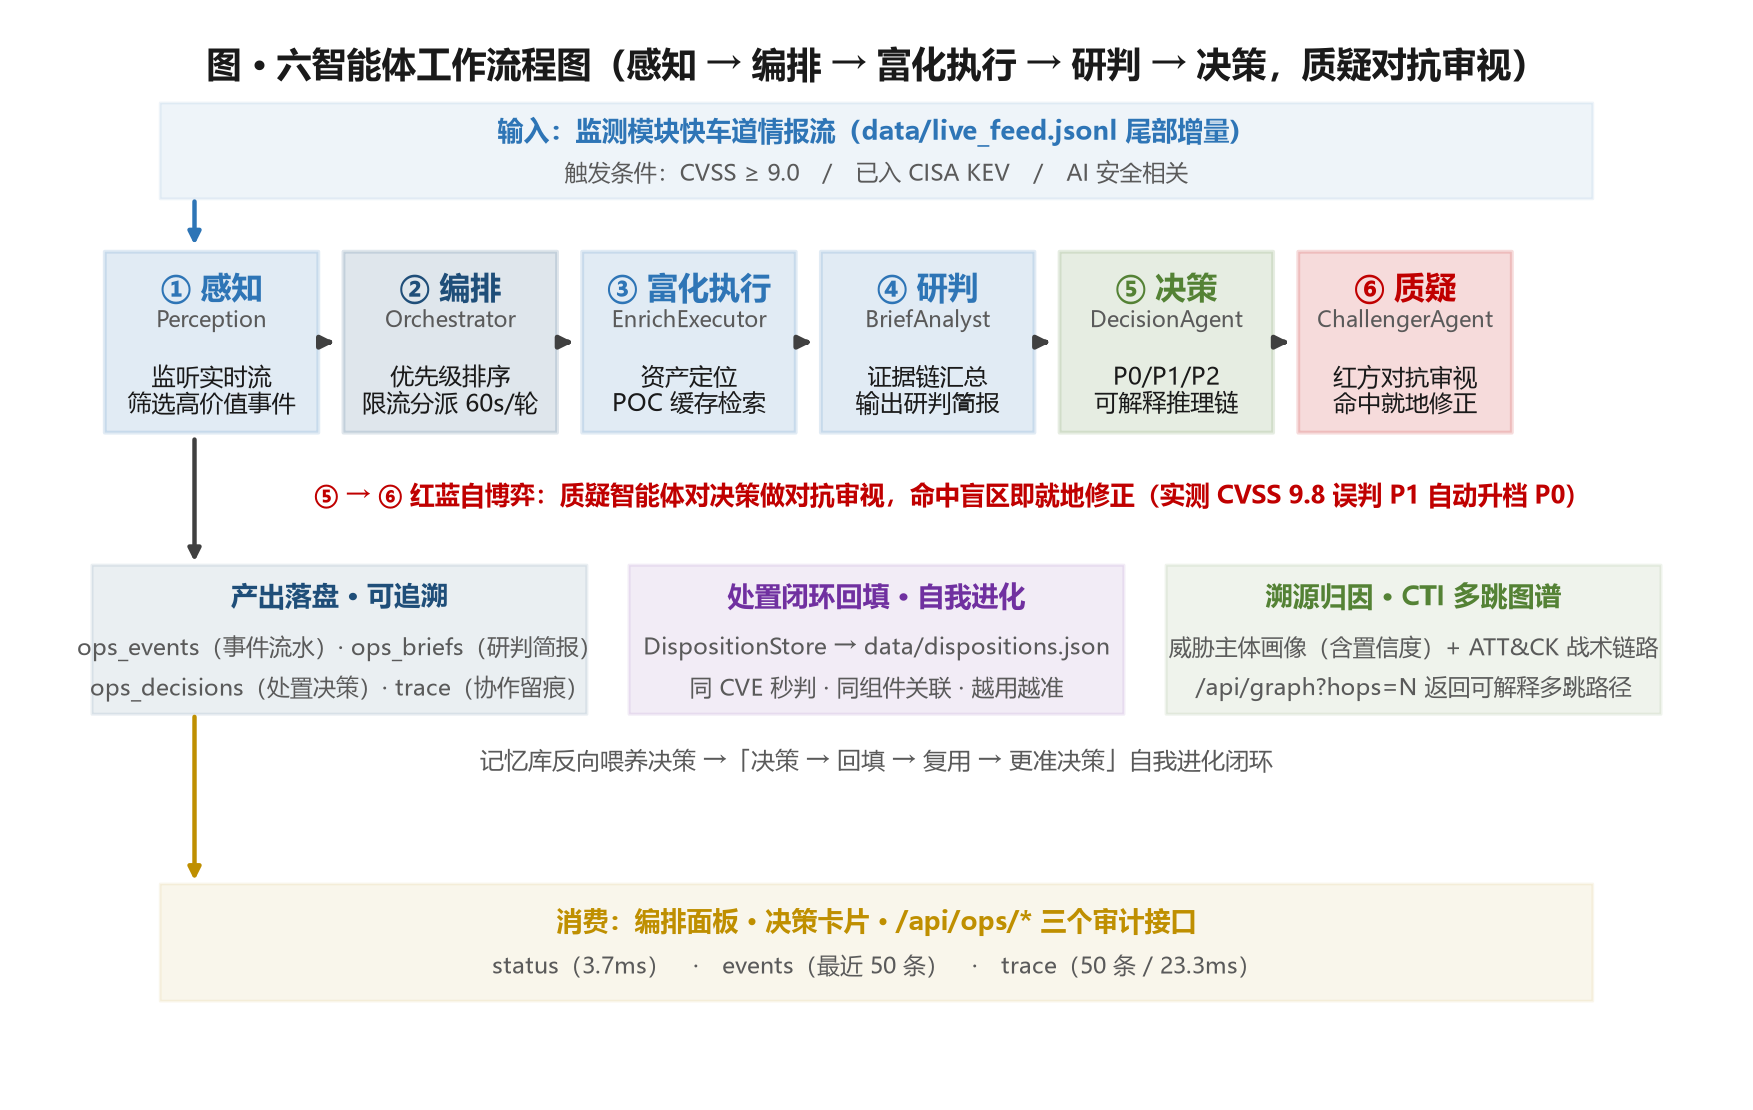 图 • 六智能体工作流程图（感知 → 编排 → 富化执行 → 研判 → 决策，质疑对抗审视）
输入：监测模块快车道情报流（data/live_feed.jsonl 尾部增量）
触发条件：CVSS ≥ 9.0 / 已入 CISA KEV / AI 安全相关
① 感知
Perception
监听实时流
筛选高价值事件
② 编排
Orchestrator
优先级排序
限流分派 60s/轮
③ 富化执行
EnrichExecutor
资产定位
POC 缓存检索
④ 研判
BriefAnalyst
证据链汇总
输出研判简报
⑤ 决策
DecisionAgent
P0/P1/P2
可解释推理链
⑥ 质疑
ChallengerAgent
红方对抗审视
命中就地修正
⑤ → ⑥ 红蓝自博弈：质疑智能体对决策做对抗审视，命中盲区即就地修正（实测 CVSS 9.8 误判 P1 自动升档 P0）
产出落盘 • 可追溯
ops_events（事件流水）· ops_briefs（研判简报）
ops_decisions（处置决策）· trace（协作留痕）
处置闭环回填 • 自我进化
DispositionStore → data/dispositions.json
同 CVE 秒判 · 同组件关联 · 越用越准
溯源归因 • CTI 多跳图谱
威胁主体画像（含置信度）+ ATT&CK 战术链路
/api/graph?hops=N 返回可解释多跳路径
记忆库反向喂养决策 →「决策 → 回填 → 复用 → 更准决策」自我进化闭环
消费：编排面板 • 决策卡片 • /api/ops/* 三个审计接口
status（3.7ms） · events（最近 50 条） · trace（50 条 / 23.3ms）